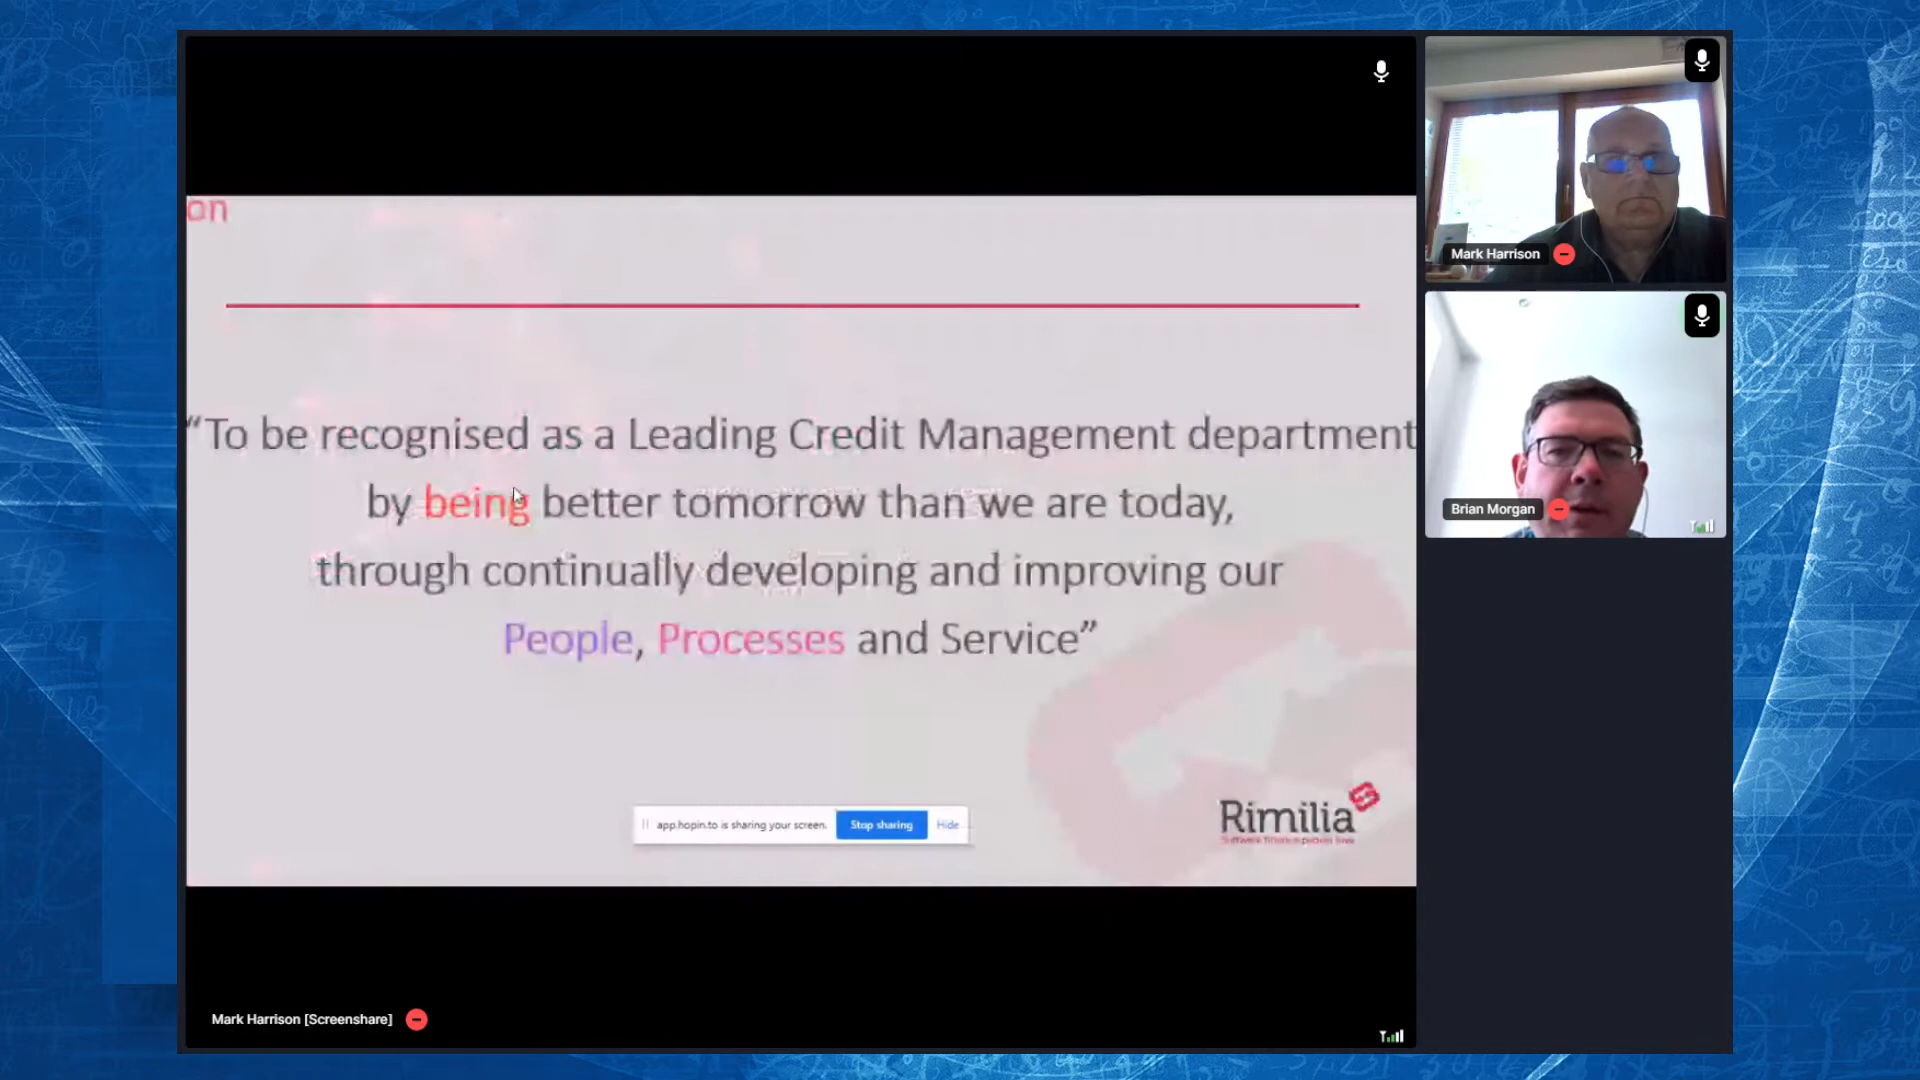 on
“To be recognised as a Leading Credit Management department
by being better tomorrow than we are today,
through continually developing and improving our
People, Processes and Service”
app.hopin.to is sharing your screen.
Stop sharing
Hide
Rimilia
Mark Harrison [Screenshare]
Mark Harrison
Brian Morgan